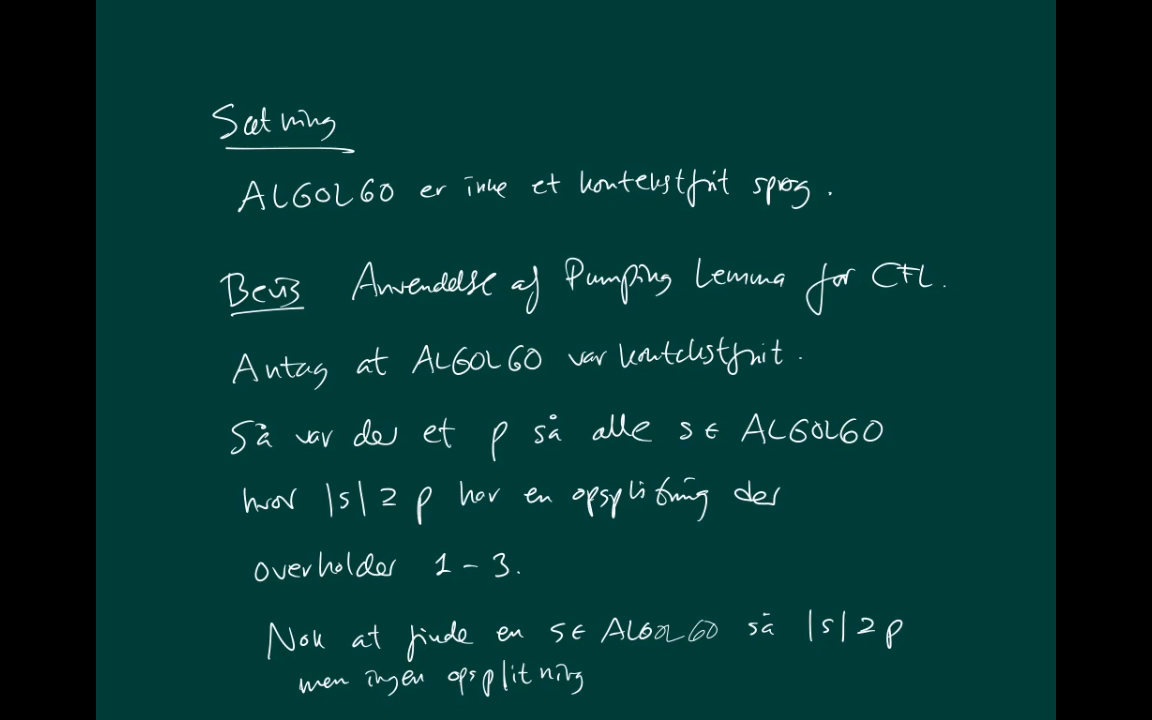 Sætning
ALGOL60 er ikke et kontekstfrit sprog.
Bevis Anvendelse af Pumping Lemma for CFL.
Antag at ALGOL60 var kontekstfrit.
Så var der et p så alle s ∈ ALGOL60
hvor |s| ≥ p har en opsplitning der
overholder 1 – 3.
Nok at finde en s ∈ ALGOL60 så |s| ≥ p
men ingen opsplitning